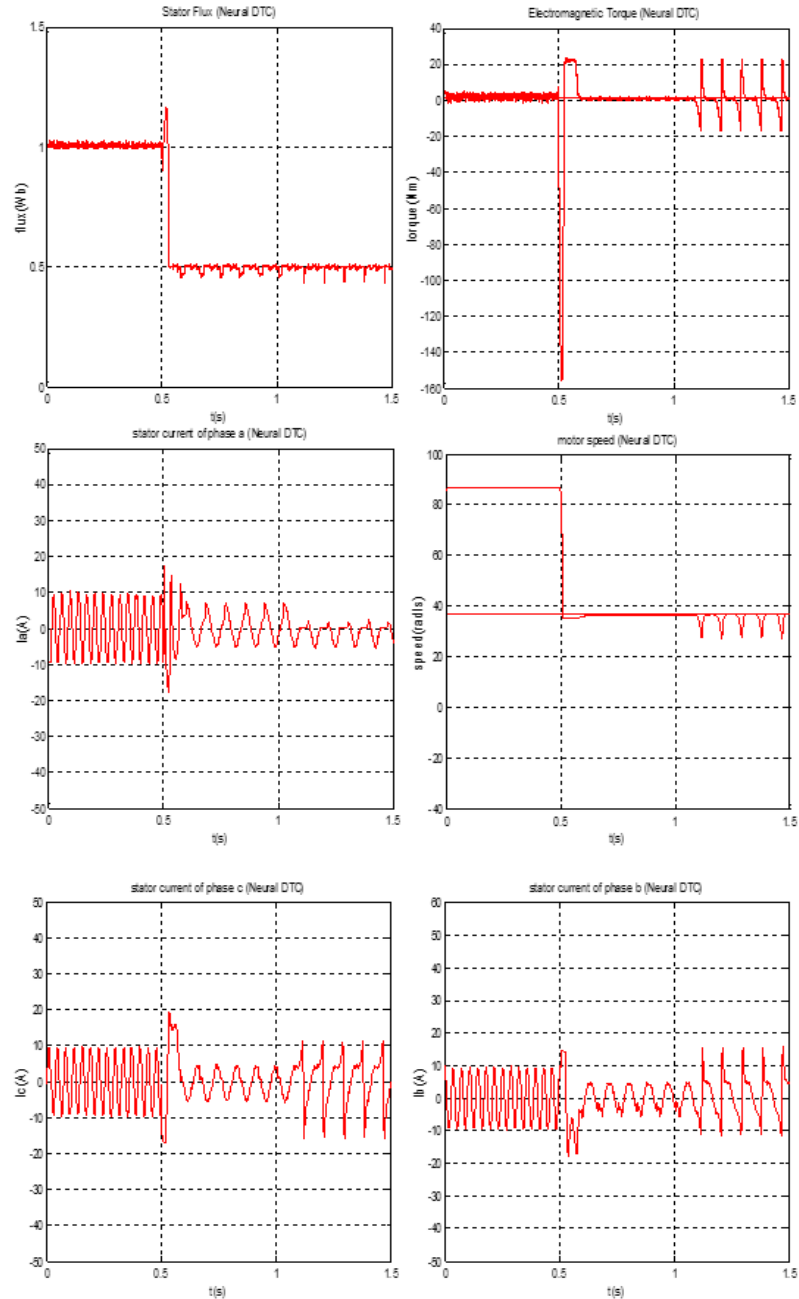 Stator Flux (Neural DTC)
1.5
1
0.5
0
flux(Wb)
0 0.5 1 1.5
t(s)
Electromagnetic Torque (Neural DTC)
40
20
0
-20
-40
-60
-80
-100
-120
-140
-160
torque(Nm)
0 0.5 1 1.5
t(s)
stator current of phase a (Neural DTC)
50
40
30
20
10
0
-10
-20
-30
-40
-50
Ia(A)
0 0.5 1 1.5
t(s)
motor speed (Neural DTC)
100
80
60
40
20
0
-20
-40
speed(rad/s)
0 0.5 1 1.5
t(s)
stator current of phase c (Neural DTC)
50
40
30
20
10
0
-10
-20
-30
-40
-50
Ic(A)
0 0.5 1 1.5
t(s)
stator current of phase b (Neural DTC)
60
50
40
30
20
10
0
-10
-20
-30
-40
-50
Ib(A)
0 0.5 1 1.5
t(s)